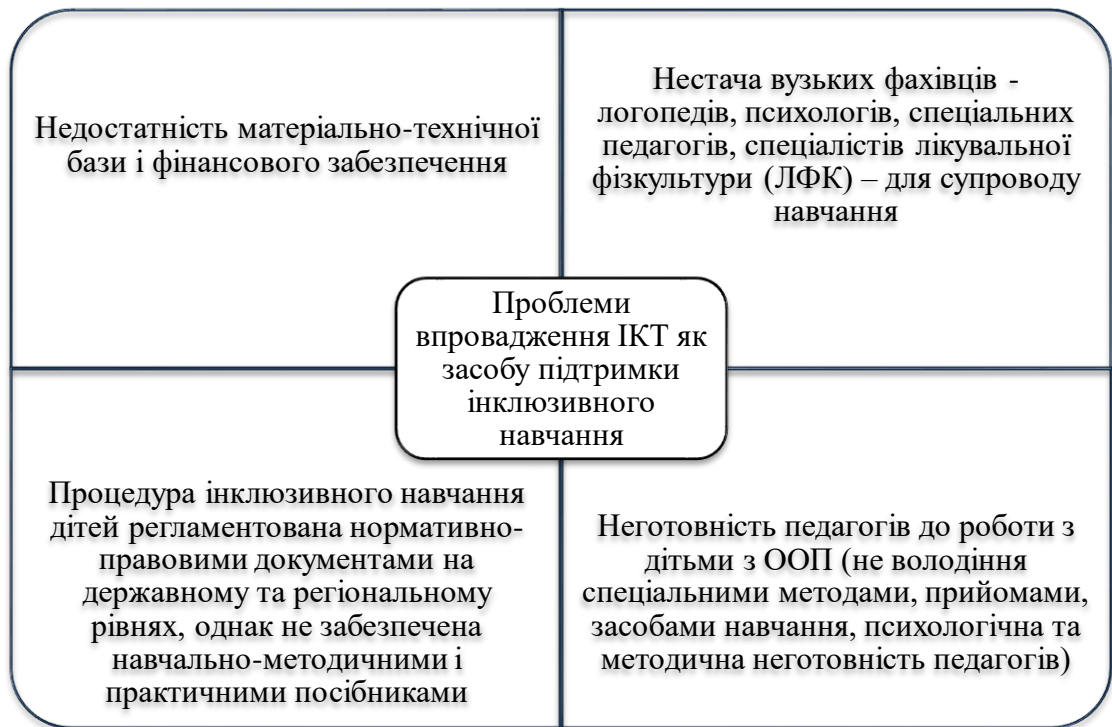 Недостатність матеріально-технічної
бази і фінансового забезпечення
Нестача вузьких фахівців -
логопедів, психологів, спеціальних
педагогів, спеціалістів лікувальної
фізкультури (ЛФК) – для супроводу
навчання
Проблеми
впровадження ІКТ як
засобу підтримки
інклюзивного
навчання
Процедура інклюзивного навчання
дітей регламентована нормативно-
правовими документами на
державному та регіональному
рівнях, однак не забезпечена
навчально-методичними і
практичними посібниками
Неготовність педагогів до роботи з
дітьми з ООП (не володіння
спеціальними методами, прийомами,
засобами навчання, психологічна та
методична неготовність педагогів)